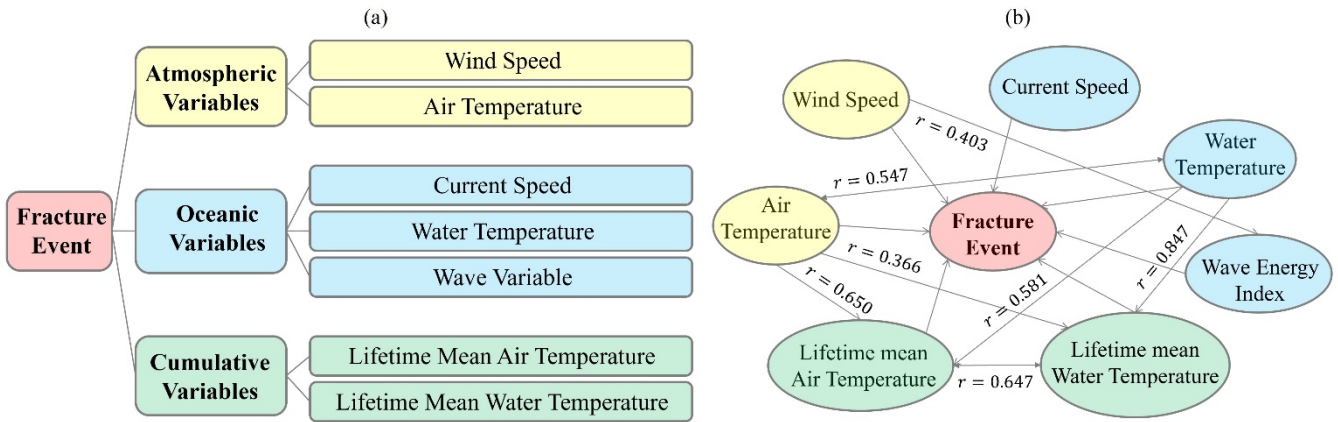 (a)
Fracture
Event
Atmospheric
Variables
Wind Speed
Air Temperature
Oceanic
Variables
Current Speed
Water Temperature
Wave Variable
Cumulative
Variables
Lifetime Mean Air Temperature
Lifetime Mean Water Temperature
(b)
Wind Speed
Current Speed
r = 0.403
Water
Temperature
r = 0.547
Air
Temperature
Fracture
Event
r = 0.366
r = 0.847
Wave Energy
Index
r = 0.650
r = 0.581
Lifetime mean
Air Temperature
r = 0.647
Lifetime mean
Water Temperature